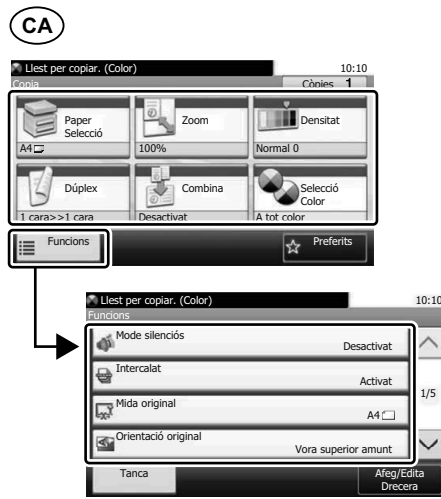 CA
Llest per copiar. (Color) 10:10
Copia Còpies 1
Paper Selecció
A4
Zoom
100%
Densitat
Normal 0
Dúplex
1 cara>>1 cara
Combina
Desactivat
Selecció Color
A tot color
Funcions
Preferits
Llest per copiar. (Color) 10:10
Funcions
Mode silenciós
Desactivat
Intercalat
Activat
1/5
Mida original
A4
Orientació original
Vora superior amunt
Tanca
Afeg/Edita
Drecera